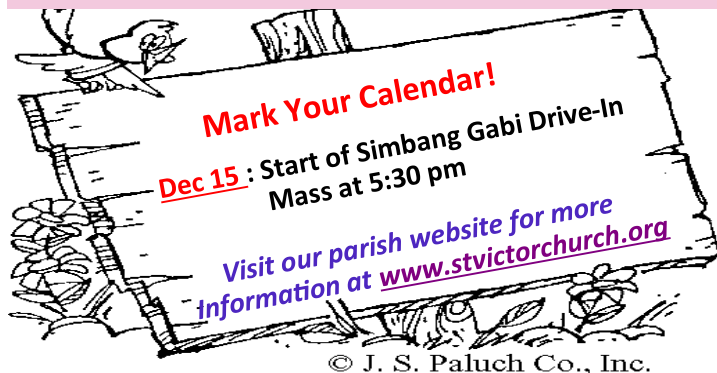 Mark Your Calendar!
Dec 15 : Start of Simbang Gabi Drive-In
Mass at 5:30 pm
Visit our parish website for more
Information at www.stvictorchurch.org
© J. S. Paluch Co., Inc.